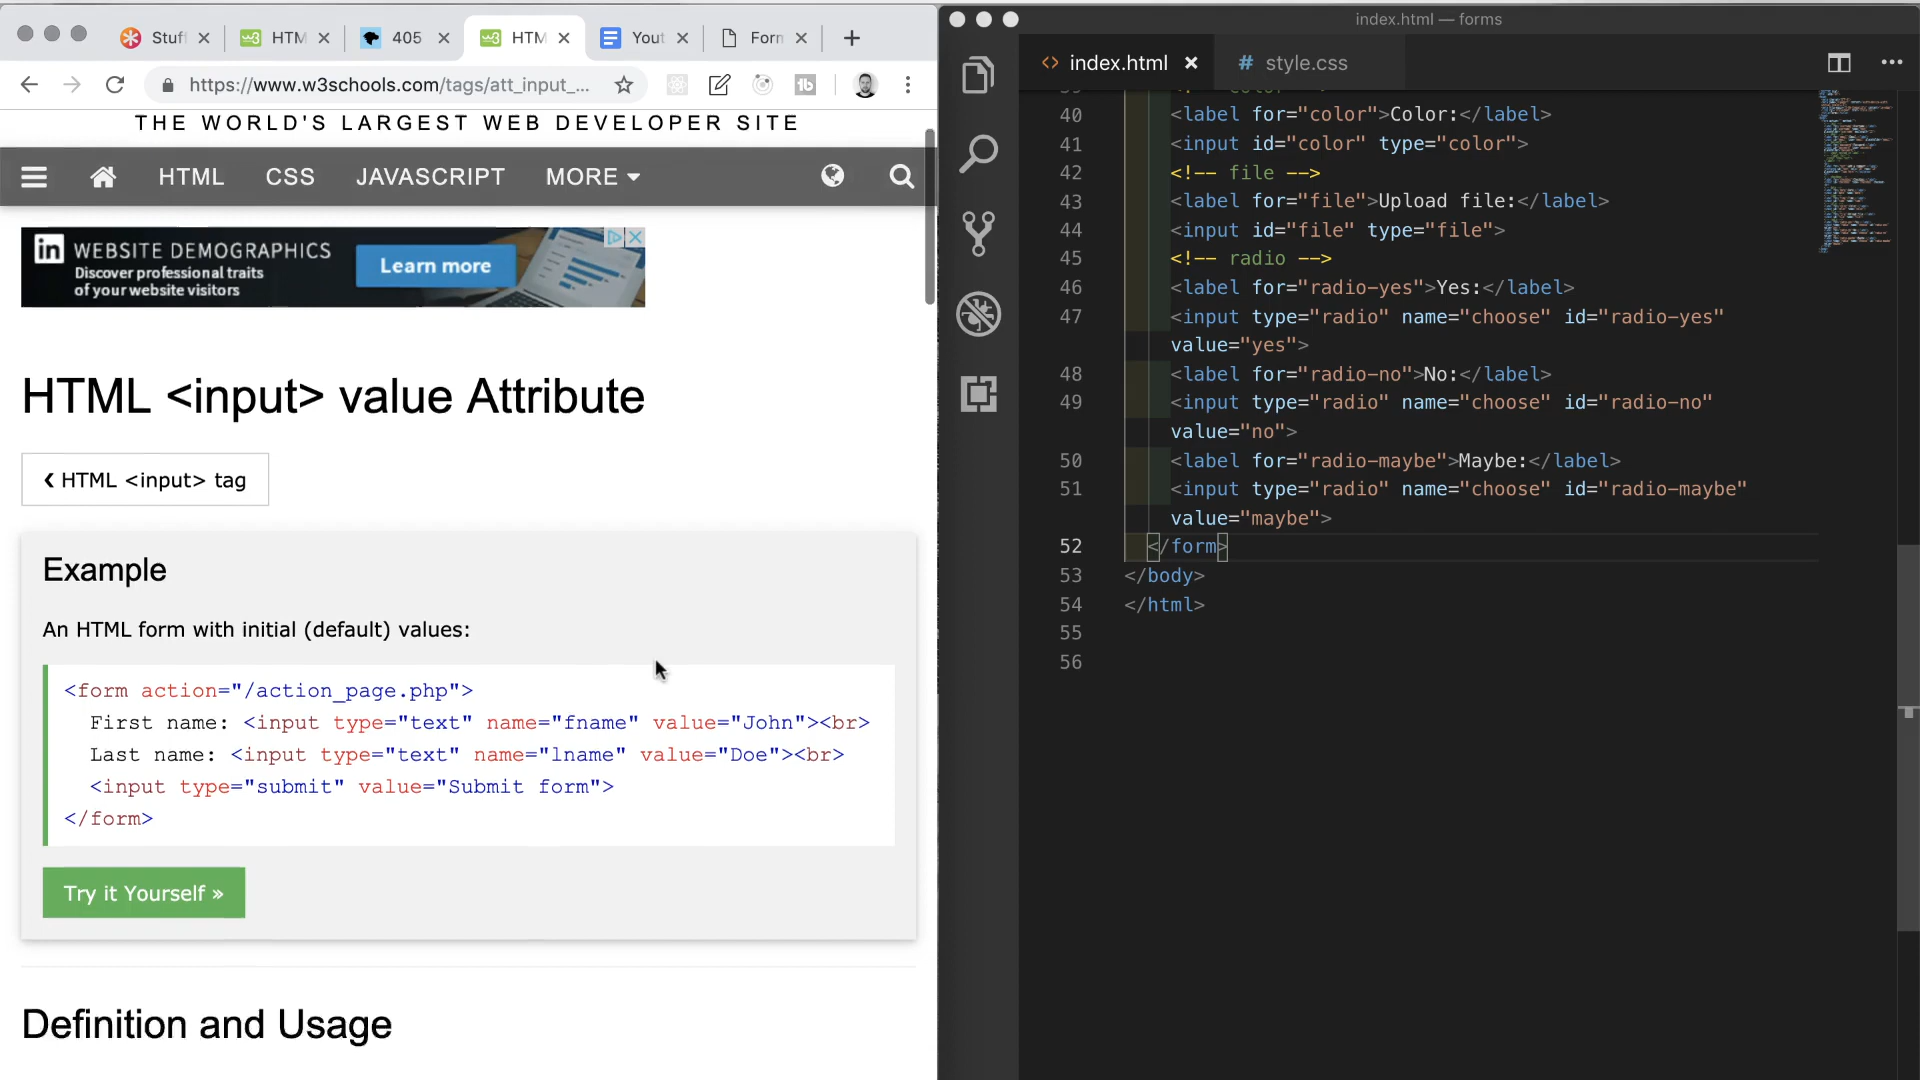 Stuff
HTM
405
HTM
Yout
Form
https://www.w3schools.com/tags/att_input_...
THE WORLD'S LARGEST WEB DEVELOPER SITE
HTML CSS JAVASCRIPT MORE
in WEBSITE DEMOGRAPHICS
Discover professional traits
of your website visitors
Learn more
HTML <input> value Attribute
❮ HTML <input> tag
Example
An HTML form with initial (default) values:
<form action="/action_page.php">
First name: <input type="text" name="fname" value="John"><br>
Last name: <input type="text" name="lname" value="Doe"><br>
<input type="submit" value="Submit form">
</form>
Try it Yourself »
Definition and Usage
index.html — forms
<> index.html
# style.css
40 <label for="color">Color:</label>
41 <input id="color" type="color">
42 <!-- file -->
43 <label for="file">Upload file:</label>
44 <input id="file" type="file">
45 <!-- radio -->
46 <label for="radio-yes">Yes:</label>
47 <input type="radio" name="choose" id="radio-yes"
value="yes">
48 <label for="radio-no">No:</label>
49 <input type="radio" name="choose" id="radio-no"
value="no">
50 <label for="radio-maybe">Maybe:</label>
51 <input type="radio" name="choose" id="radio-maybe"
value="maybe">
52 </form>
53 </body>
54 </html>
55
56